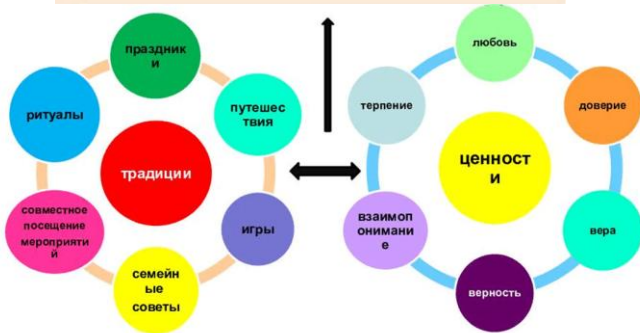 праздник
и
путешес
твия
игры
семейн
ые
советы
совместное
посещение
мероприяти
й
ритуалы
традиции
любовь
доверие
вера
верность
взаимоп
онимани
е
терпение
ценност
и